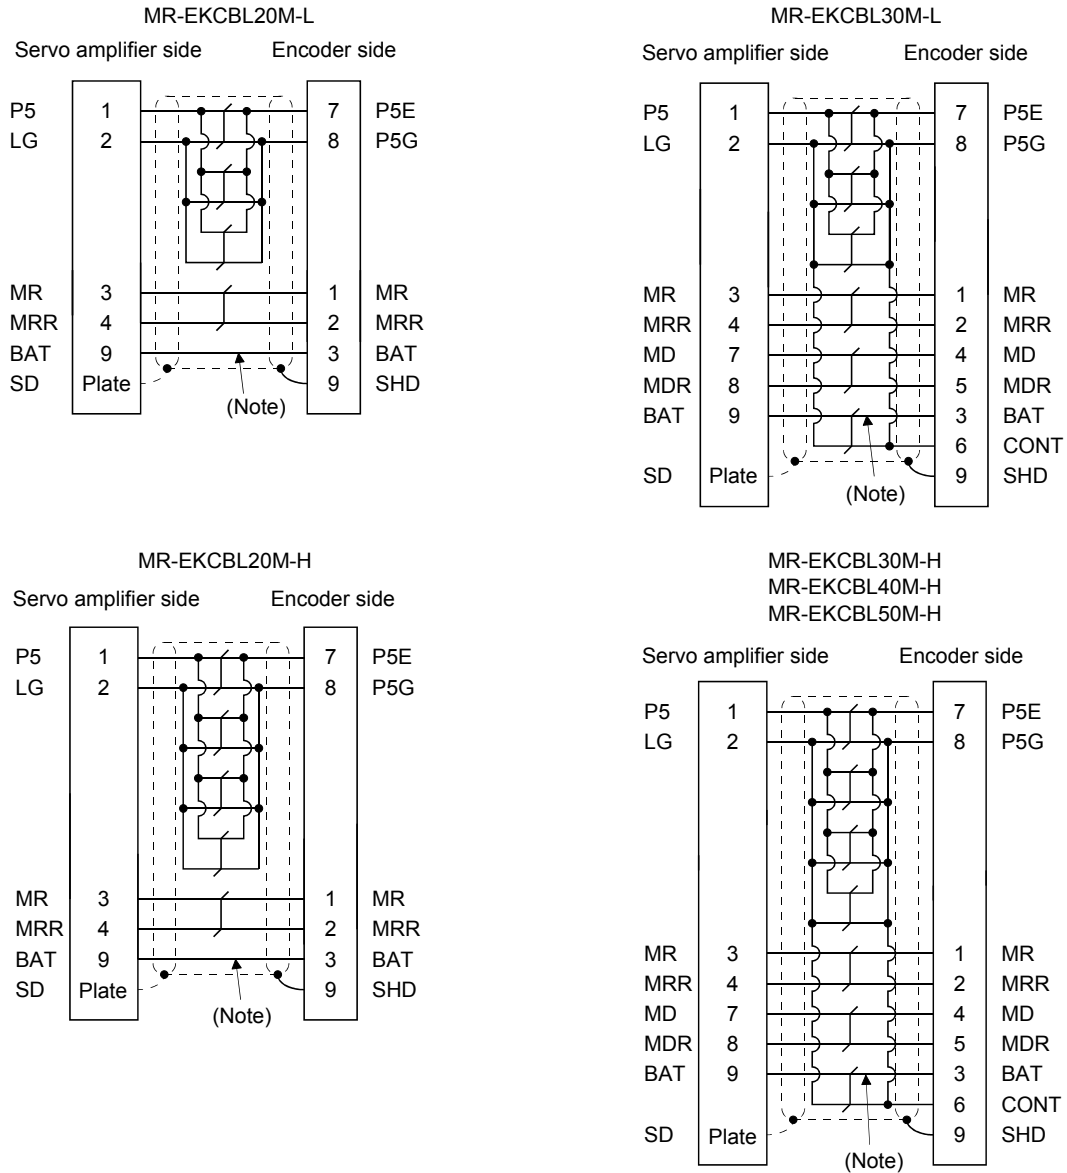 MR-EKCBL20M-L
Servo amplifier side Encoder side
P5 1 7 P5E
LG 2 8 P5G
MR 3 1 MR
MRR 4 2 MRR
BAT 9 3 BAT
SD Plate 9 SHD
(Note)
MR-EKCBL30M-L
Servo amplifier side Encoder side
P5 1 7 P5E
LG 2 8 P5G
MR 3 1 MR
MRR 4 2 MRR
MD 7 4 MD
MDR 8 5 MDR
BAT 9 3 BAT
6 CONT
SD Plate 9 SHD
(Note)
MR-EKCBL20M-H
Servo amplifier side Encoder side
P5 1 7 P5E
LG 2 8 P5G
MR 3 1 MR
MRR 4 2 MRR
BAT 9 3 BAT
SD Plate 9 SHD
(Note)
MR-EKCBL30M-H
MR-EKCBL40M-H
MR-EKCBL50M-H
Servo amplifier side Encoder side
P5 1 7 P5E
LG 2 8 P5G
MR 3 1 MR
MRR 4 2 MRR
MD 7 4 MD
MDR 8 5 MDR
BAT 9 3 BAT
6 CONT
SD Plate 9 SHD
(Note)